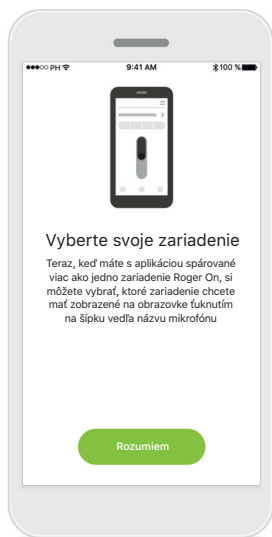 PH
9:41 AM
100 %
Vyberte svoje zariadenie
Teraz, keď máte s aplikáciou spárované
viac ako jedno zariadenie Roger On, si
môžete vybrať, ktoré zariadenie chcete
mať zobrazené na obrazovke ťuknutím
na šípku vedľa názvu mikrofónu
Rozumiem